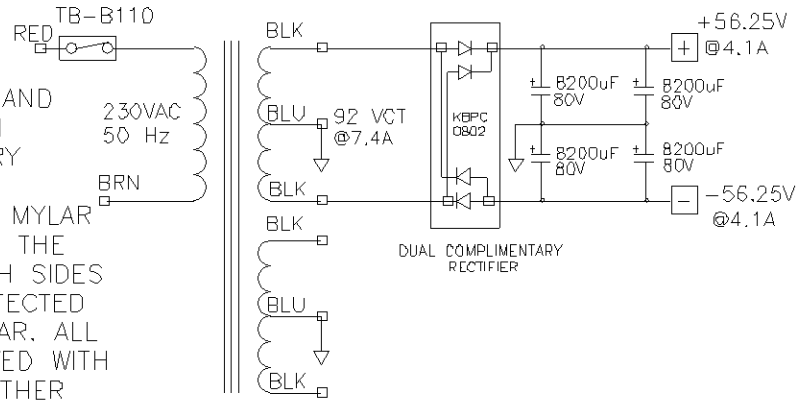 TB-B110
RED
AND
230VAC
50 Hz
BRN
MYLAR
THE
H SIDES
TECTED
AR. ALL
ED WITH
THER
BLK
BLU
BLK
92 VCT
@7.4A
BLK
BLU
BLK
KBPC
0802
DUAL COMPLIMENTARY
RECTIFIER
8200uF
80V
8200uF
80V
8200uF
80V
8200uF
80V
+
+56.25V
@4.1A
-
-56.25V
@4.1A